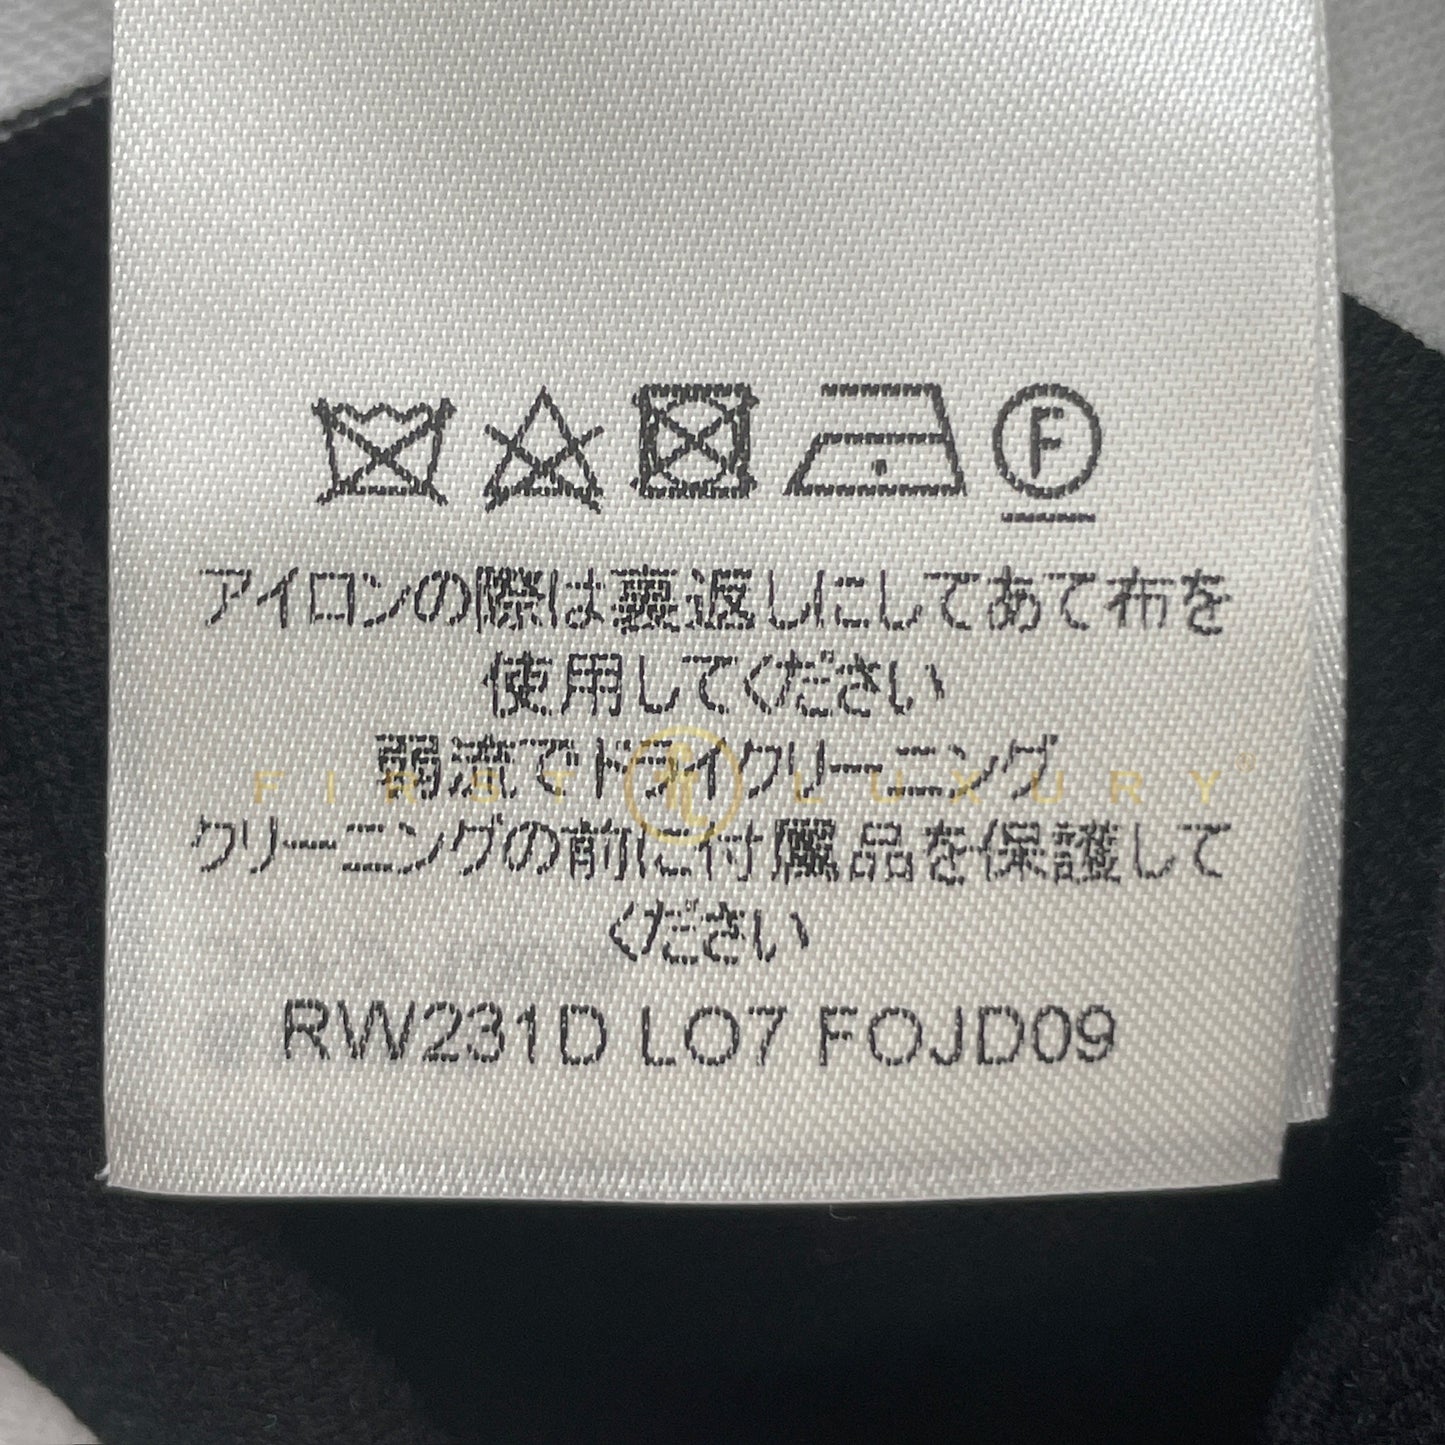 F
アイロンの際は裏返しにしてあて布を
使用してください
弱流でドライクリーニング
FIRST LUXURY®
クリーニングの前に付属品を保護して
ください
RW231D LO7 FOJD09